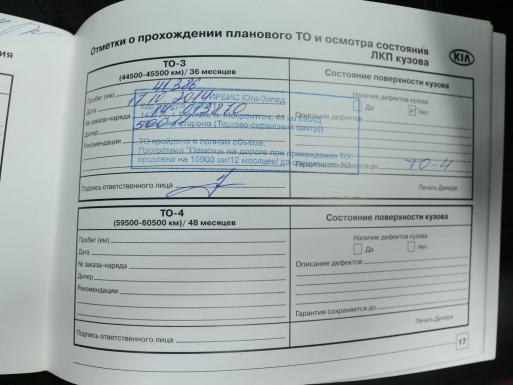 Отметки о прохождении планового ТО и осмотра состояния
ЛКП кузова
KIA
ТО-3
(44500-45500 км)/ 36 месяцев
Состояние поверхности кузова
Пробег (км) 41386
Наличие дефектов кузова
Да
Нет
Дата 17.10.2014
№ заказа-наряда
Описание дефектов
Дилер
Рекомендации
ТО пройдено в полном объеме.
Программа "Помощь на дороге при прохождении ТО"
продлена на 15000 км/12 месяцев/ до
ТО-4
Подпись ответственного лица
Печать Дилера
ТО-4
(59500-60500 км)/ 48 месяцев
Состояние поверхности кузова
Пробег (км)
Наличие дефектов кузова
Дата
Да
Нет
№ заказа-наряда
Описание дефектов
Дилер
Рекомендации
Гарантия сохраняется до
Подпись ответственного лица
Печать Дилера
17